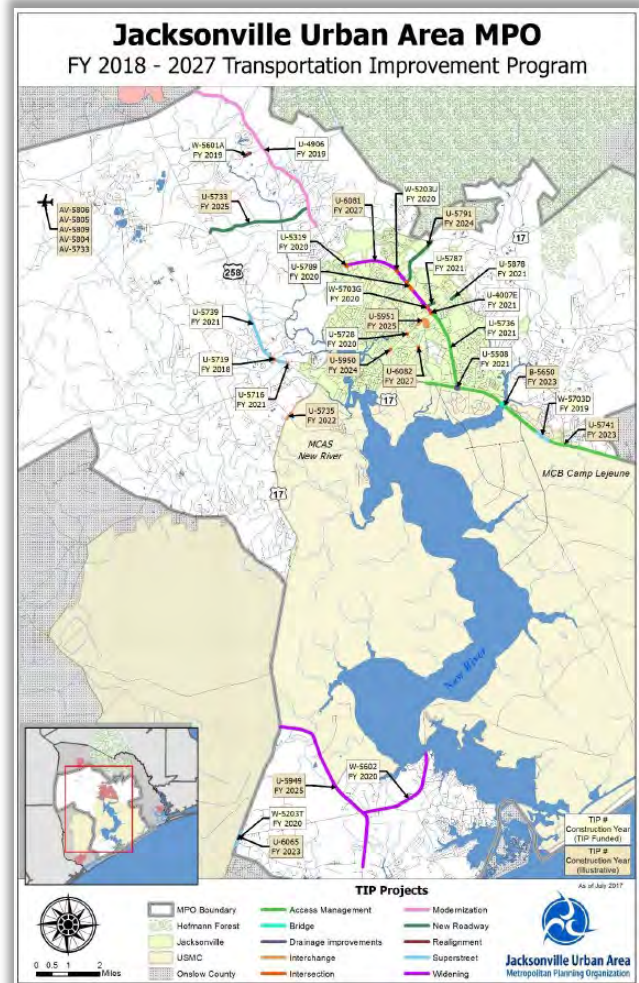 Jacksonville Urban Area MPO
FY 2018 - 2027 Transportation Improvement Program
W-5601A
FY 2019
U-4906
FY 2019
U-5733
FY 2025
U-6081
FY 2027
W-5203U
FY 2020
U-5791
FY 2024
17
AV-5806
AV-5805
AV-5809
AV-5804
AV-5733
U-5319
FY 2020
258
U-5789
FY 2020
U-5787
FY 2021
U-5878
FY 2021
W-5703G
FY 2020
U-4007E
FY 2021
U-5951
FY 2025
U-5739
FY 2021
U-5728
FY 2020
U-5736
FY 2021
U-5719
FY 2018
U-5950
FY 2024
U-5508
FY 2021
B-5650
FY 2023
U-6082
FY 2027
U-5716
FY 2021
17
W-5703D
FY 2019
U-5735
FY 2022
U-5741
FY 2023
MCAS
New River
MCB Camp Lejeune
17
New River
W-5602
FY 2020
U-5949
FY 2025
W-5203T
FY 2020
U-6065
FY 2023
TIP #
Construction Year
(TIP Funded)
TIP #
Construction Year
(Illustrative)
As of July 2017
TIP Projects
MPO Boundary
Hofmann Forest
Jacksonville
USMC
Onslow County
Access Management
Bridge
Drainage improvements
Interchange
Intersection
Modernization
New Roadway
Realignment
Superstreet
Widening
0 0.5 1 2
Miles
Jacksonville Urban Area
Metropolitan Planning Organization